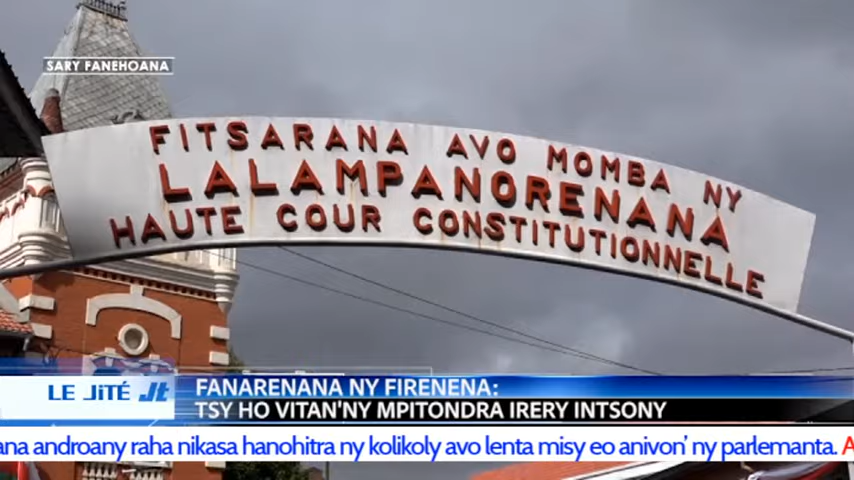 SARY FANEHOANA
FITSARANA AVO MOMBA NY
LALAMPANORENANA
HAUTE COUR CONSTITUTIONNELLE
LE JiTÉ Jt
FANARENANA NY FIRENENA:
TSY HO VITAN'NY MPITONDRA IRERY INTSONY
ana androany raha nikasa hanohitra ny kolikoly avo lenta misy eo anivon' ny parlemanta. A